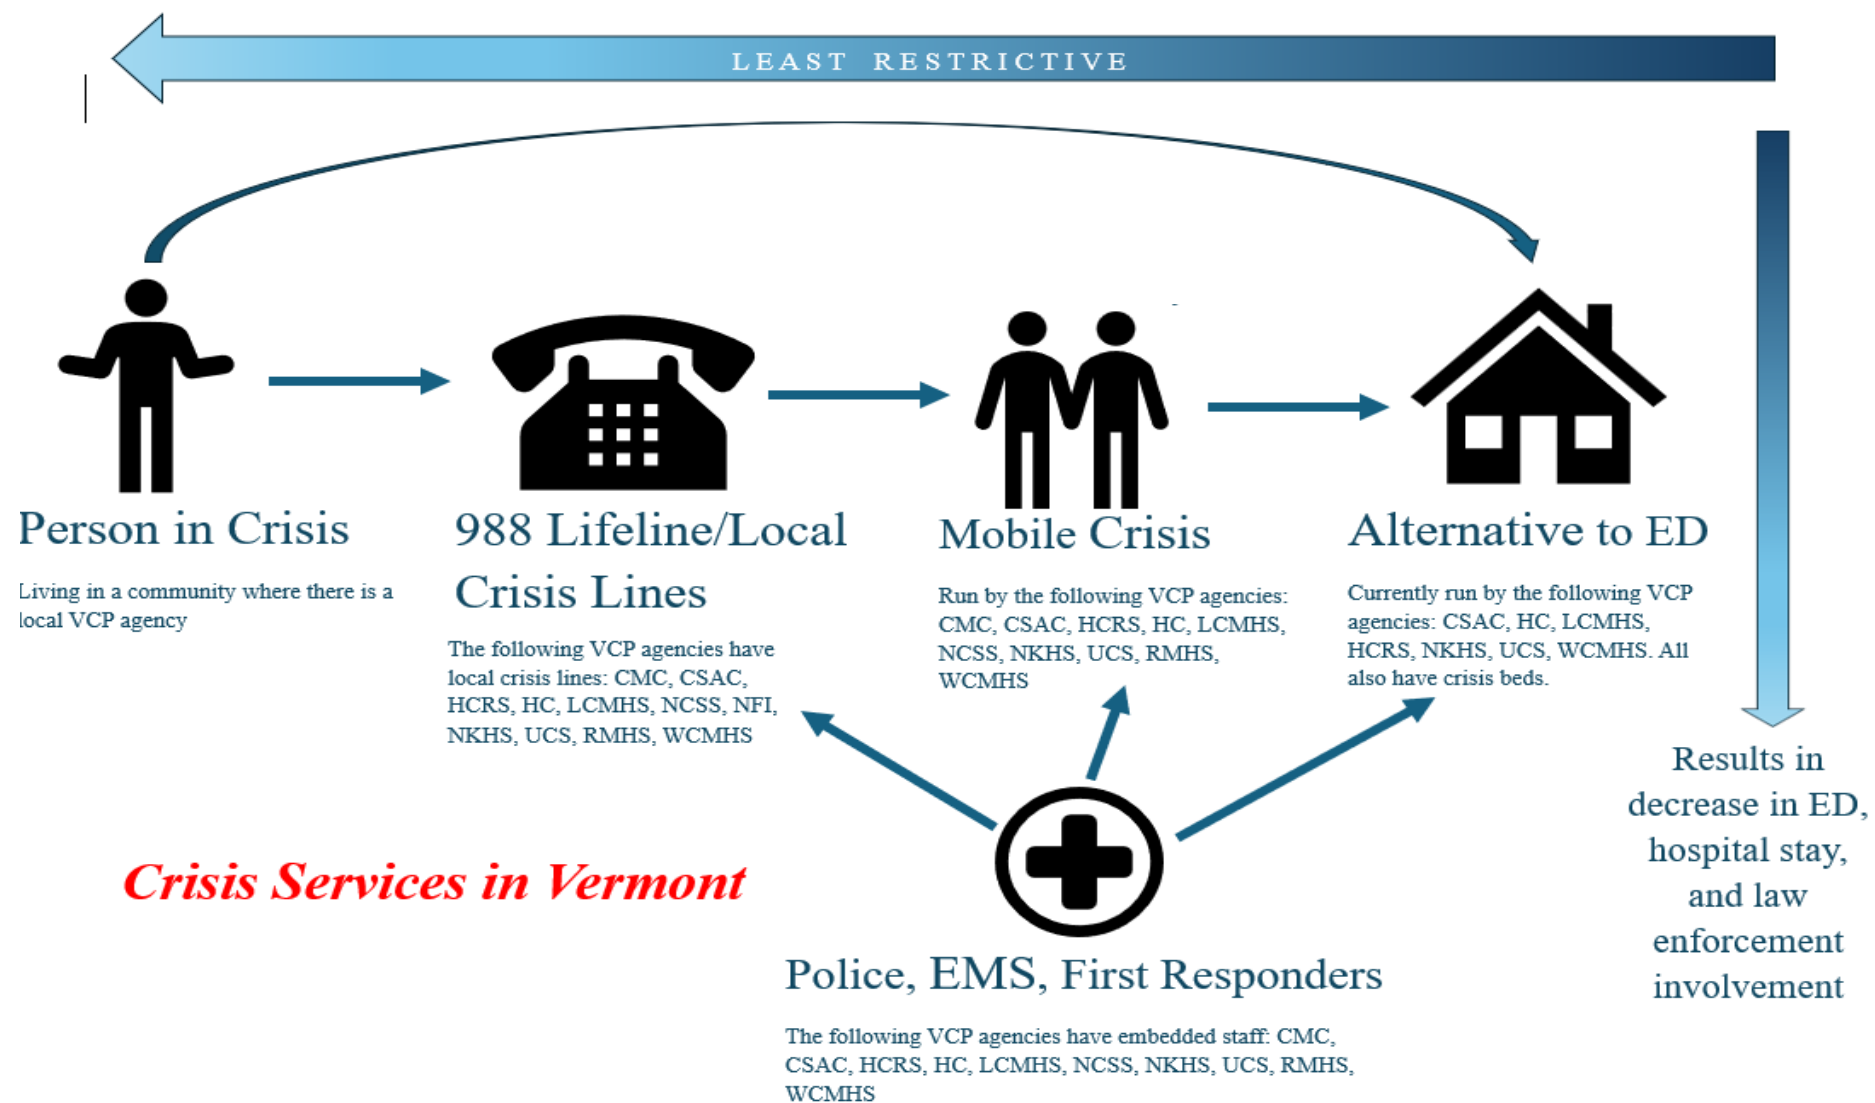 LEAST RESTRICTIVE
Person in Crisis
Living in a community where there is a
local VCP agency
988 Lifeline/Local
Crisis Lines
The following VCP agencies have
local crisis lines: CMC, CSAC,
HCRS, HC, LCMHS, NCSS, NFI,
NKHS, UCS, RMHS, WCMHS
Mobile Crisis
Run by the following VCP agencies:
CMC, CSAC, HCRS, HC, LCMHS,
NCSS, NKHS, UCS, RMHS,
WCMHS
Alternative to ED
Currently run by the following VCP
agencies: CSAC, HC, LCMHS,
HCRS, NKHS, UCS, WCMHS. All
also have crisis beds.
Results in
decrease in ED,
hospital stay,
and law
enforcement
involvement
Crisis Services in Vermont
Police, EMS, First Responders
The following VCP agencies have embedded staff: CMC,
CSAC, HCRS, HC, LCMHS, NCSS, NKHS, UCS, RMHS,
WCMHS